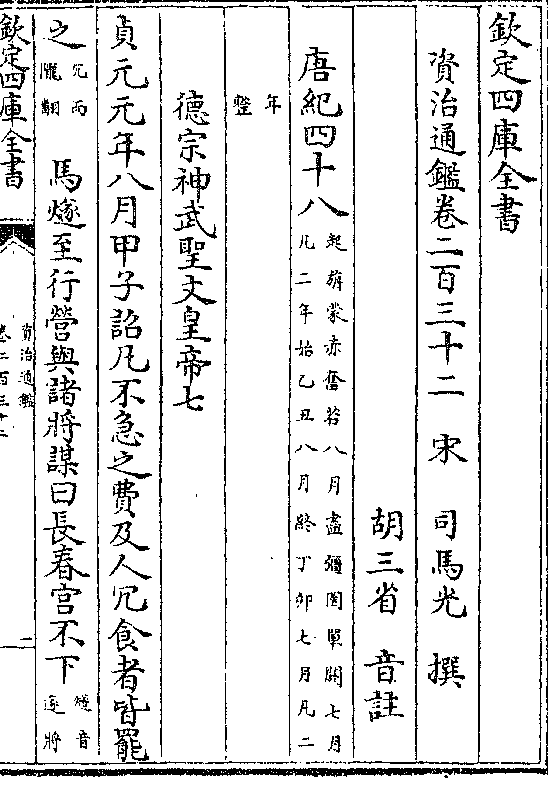 欽定四庫全書
資治通鑑卷二百三十二　宋　司馬光　撰
胡三省　音註
唐紀四十八起旃蒙赤奮若八月盡彊圉單閼七月凡二年始乙丑八月終丁卯七月凡二
年
整
德宗神武聖文皇帝七
貞元元年八月甲子詔凡不急之費及人冗食者皆罷
之冗而隴翻　馬燧至行營與諸將謀曰長春宮不下燧音遂將
欽定四庫全書
資治通鑑
卷二百三十二